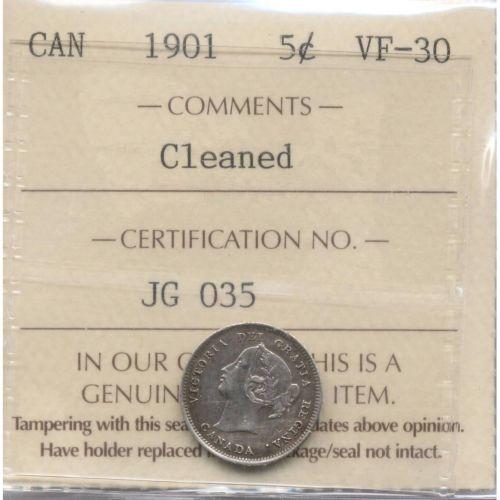 CAN 1901 5¢ VF-30
— COMMENTS —
Cleaned
— CERTIFICATION NO. —
JG 035
IN OUR HIS IS A
GENUIN ITEM.
Tampering with this sea dates above opinion.
Have holder replaced kage/seal not intact.
VICTORIA DEI GRATIA REGINA.
CANADA